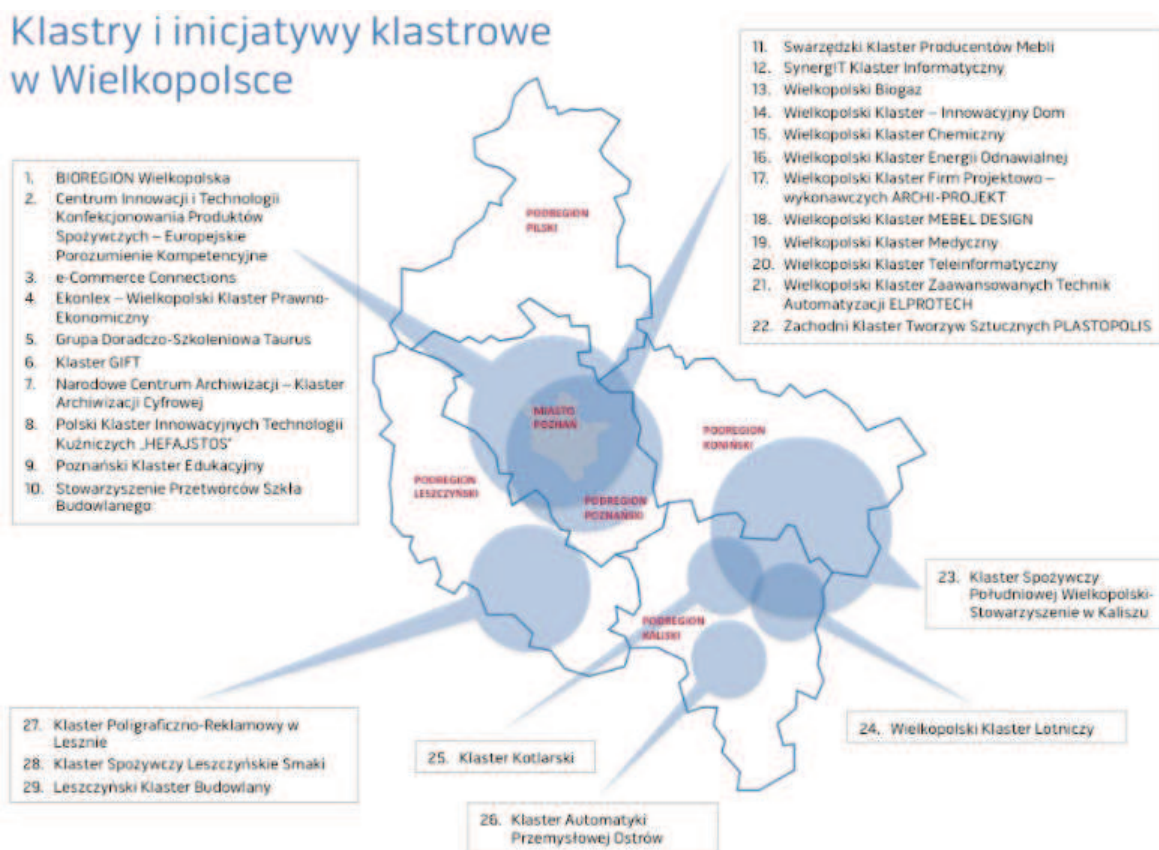 Klastry i inicjatywy klastrowe
w Wielkopolsce
1. BIOREGION Wielkopolska
2. Centrum Innowacji i Technologii
Konfekcjonowania Produktów
Spożywczych – Europejskie
Porozumienie Kompetencyjne
3. e-Commerce Connections
4. Ekonlex – Wielkopolski Klaster Prawno-
Ekonomiczny
5. Grupa Doradczo-Szkoleniowa Taurus
6. Klaster GIFT
7. Narodowe Centrum Archiwizacji – Klaster
Archiwizacji Cyfrowej
8. Polski Klaster Innowacyjnych Technologii
Kuźniczych „HEFAJSTOS”
9. Poznański Klaster Edukacyjny
10. Stowarzyszenie Przetwórców Szkła
Budowlanego
11. Swarzędzki Klaster Producentów Mebli
12. SynergIT Klaster Informatyczny
13. Wielkopolski Biogaz
14. Wielkopolski Klaster – Innowacyjny Dom
15. Wielkopolski Klaster Chemiczny
16. Wielkopolski Klaster Energii Odnawialnej
17. Wielkopolski Klaster Firm Projektowo –
wykonawczych ARCHI-PROJEKT
18. Wielkopolski Klaster MEBEL DESIGN
19. Wielkopolski Klaster Medyczny
20. Wielkopolski Klaster Teleinformatyczny
21. Wielkopolski Klaster Zaawansowanych Technik
Automatyzacji ELPROTECH
22. Zachodni Klaster Tworzyw Sztucznych PLASTOPOLIS
PODREGION
PILSKI
MIASTO
POZNAŃ
PODREGION
KONIŃSKI
PODREGION
LESZCZYŃSKI
PODREGION
POZNAŃSKI
PODREGION
KALISKI
23. Klaster Spożywczy
Południowej Wielkopolski-
Stowarzyszenie w Kaliszu
24. Wielkopolski Klaster Lotniczy
25. Klaster Kotlarski
26. Klaster Automatyki
Przemysłowej Ostrów
27. Klaster Poligraficzno-Reklamowy w
Lesznie
28. Klaster Spożywczy Leszczyńskie Smaki
29. Leszczyński Klaster Budowlany